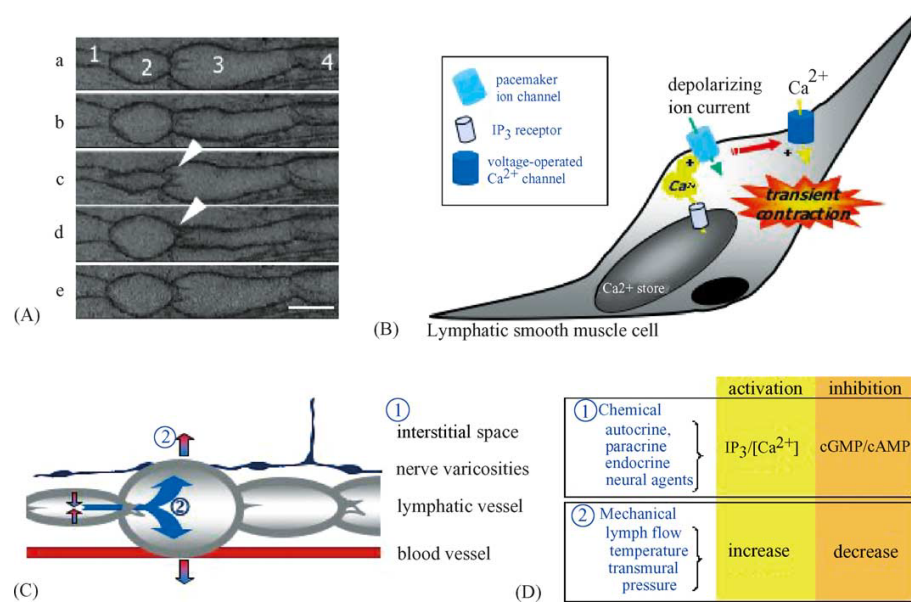 a
1
2
3
4
b
c
d
e
(A)
pacemaker
ion channel
IP3 receptor
voltage-operated
Ca2+ channel
depolarizing
ion current
Ca2+
+
+
Ca2+
transient
contraction
Ca2+ store
(B)
Lymphatic smooth muscle cell
2
2
1
interstitial space
nerve varicosities
lymphatic vessel
blood vessel
(C)
activation
inhibition
1 Chemical
autocrine,
paracrine
endocrine
neural agents
IP3/[Ca2+]
cGMP/cAMP
2 Mechanical
lymph flow
temperature
transmural
pressure
increase
decrease
(D)